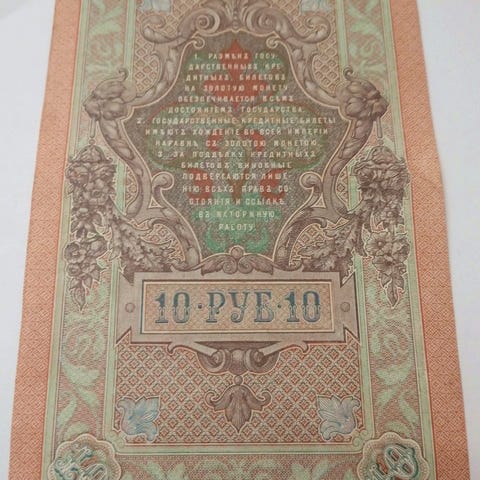 1. РАЗМѢНЪ ГОСУ-
ДАРСТВЕННЫХЪ КРЕ-
ДИТНЫХЪ БИЛЕТОВЪ
НА ЗОЛОТУЮ МОНЕТУ
ОБЕЗПЕЧИВАЕТСЯ ВСѢМЪ
ДОСТОЯНІЕМЪ ГОСУДАРСТВА.
2. ГОСУДАРСТВЕННЫЕ КРЕДИТНЫЕ БИЛЕТЫ
ИМѢЮТЪ ХОЖДЕНІЕ ВО ВСЕЙ ИМПЕРІИ
НАРАВНѢ СЪ ЗОЛОТОЮ МОНЕТОЮ.
3. ЗА ПОДДѢЛКУ КРЕДИТНЫХЪ
БИЛЕТОВЪ ВИНОВНЫЕ
ПОДВЕРГАЮТСЯ ЛИШЕ-
НІЮ ВСѢХЪ ПРАВЪ СО-
СТОЯНІЯ И ССЫЛКѢ
ВЪ КАТОРЖНУЮ
РАБОТУ.
10·РУБ·10